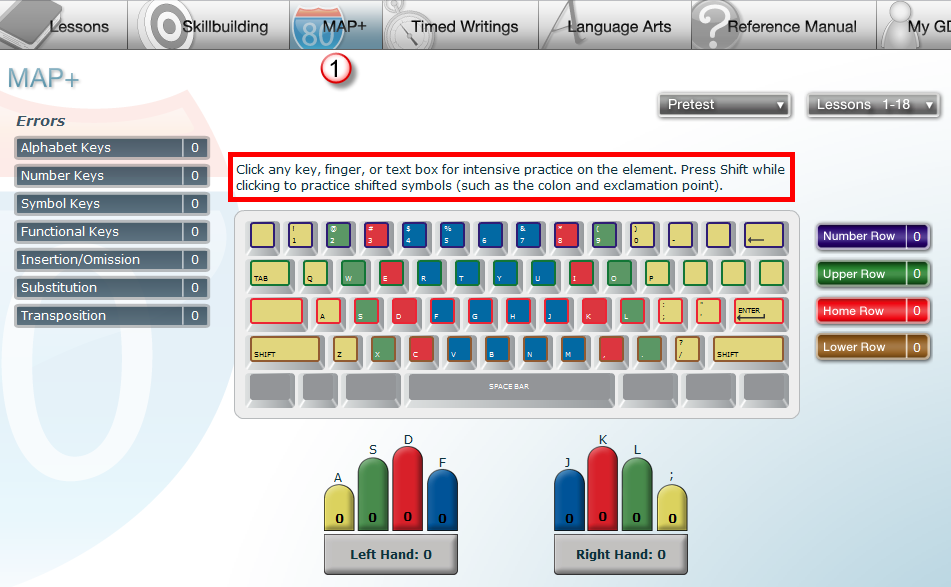 Lessons
Skillbuilding
80
MAP+
Timed Writings
Language Arts
Reference Manual
My GD
1
MAP+
Pretest
Lessons 1-18
Errors
Alphabet Keys 0
Number Keys 0
Symbol Keys 0
Functional Keys 0
Insertion/Omission 0
Substitution 0
Transposition 0
Click any key, finger, or text box for intensive practice on the element. Press Shift while
clicking to practice shifted symbols (such as the colon and exclamation point).
! @ # $ % & * ( )
1 2 3 4 5 6 7 8 9 0 -
TAB Q W E R T Y U I O P
A S D F G H J K L : ; " ' ENTER
SHIFT Z X C V B N M , . ? / SHIFT
SPACE BAR
Number Row 0
Upper Row 0
Home Row 0
Lower Row 0
A S D F J K L ;
0 0 0 0 0 0 0 0
Left Hand: 0 Right Hand: 0